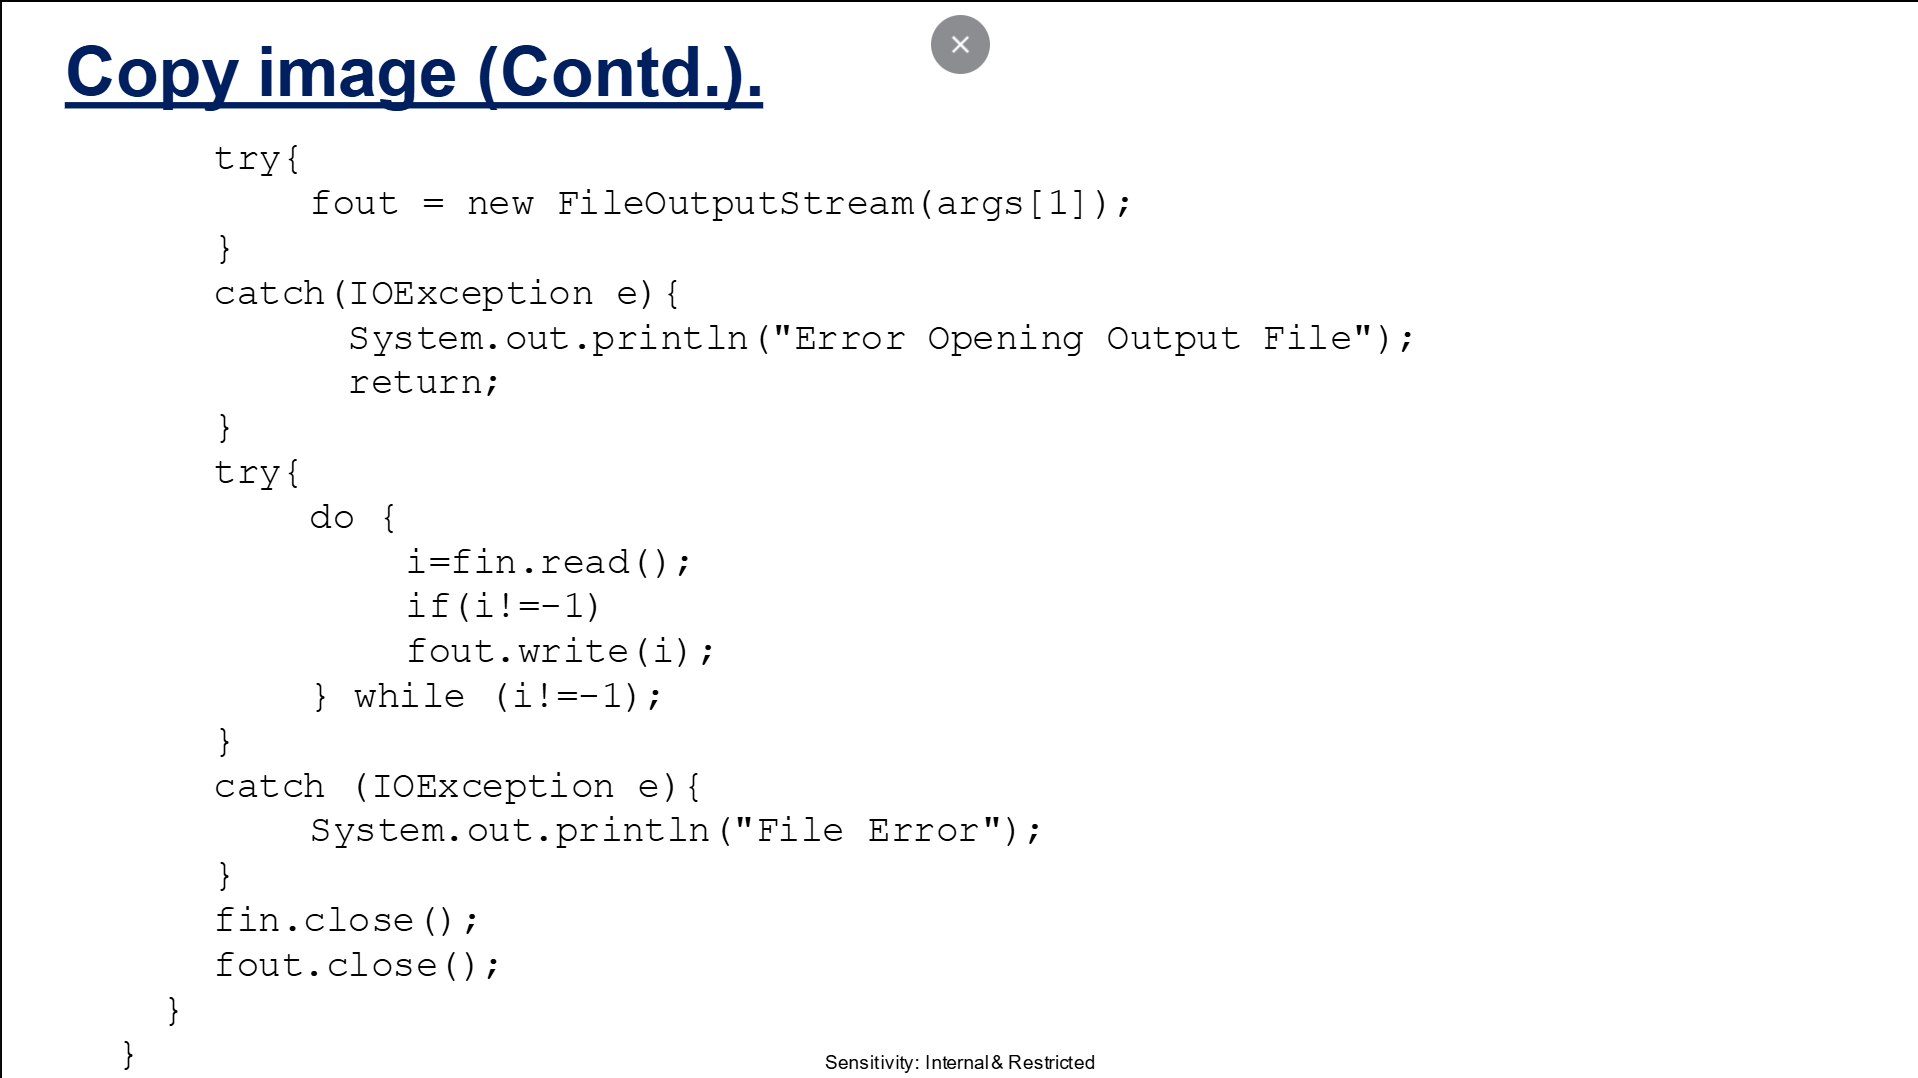 Copy image (Contd.).
try{
fout = new FileOutputStream(args[1]);
}
catch(IOException e){
System.out.println("Error Opening Output File");
return;
}
try{
do {
i=fin.read();
if(i!=-1)
fout.write(i);
} while (i!=-1);
}
catch (IOException e){
System.out.println("File Error");
}
fin.close();
fout.close();
}
}
Sensitivity: Internal & Restricted